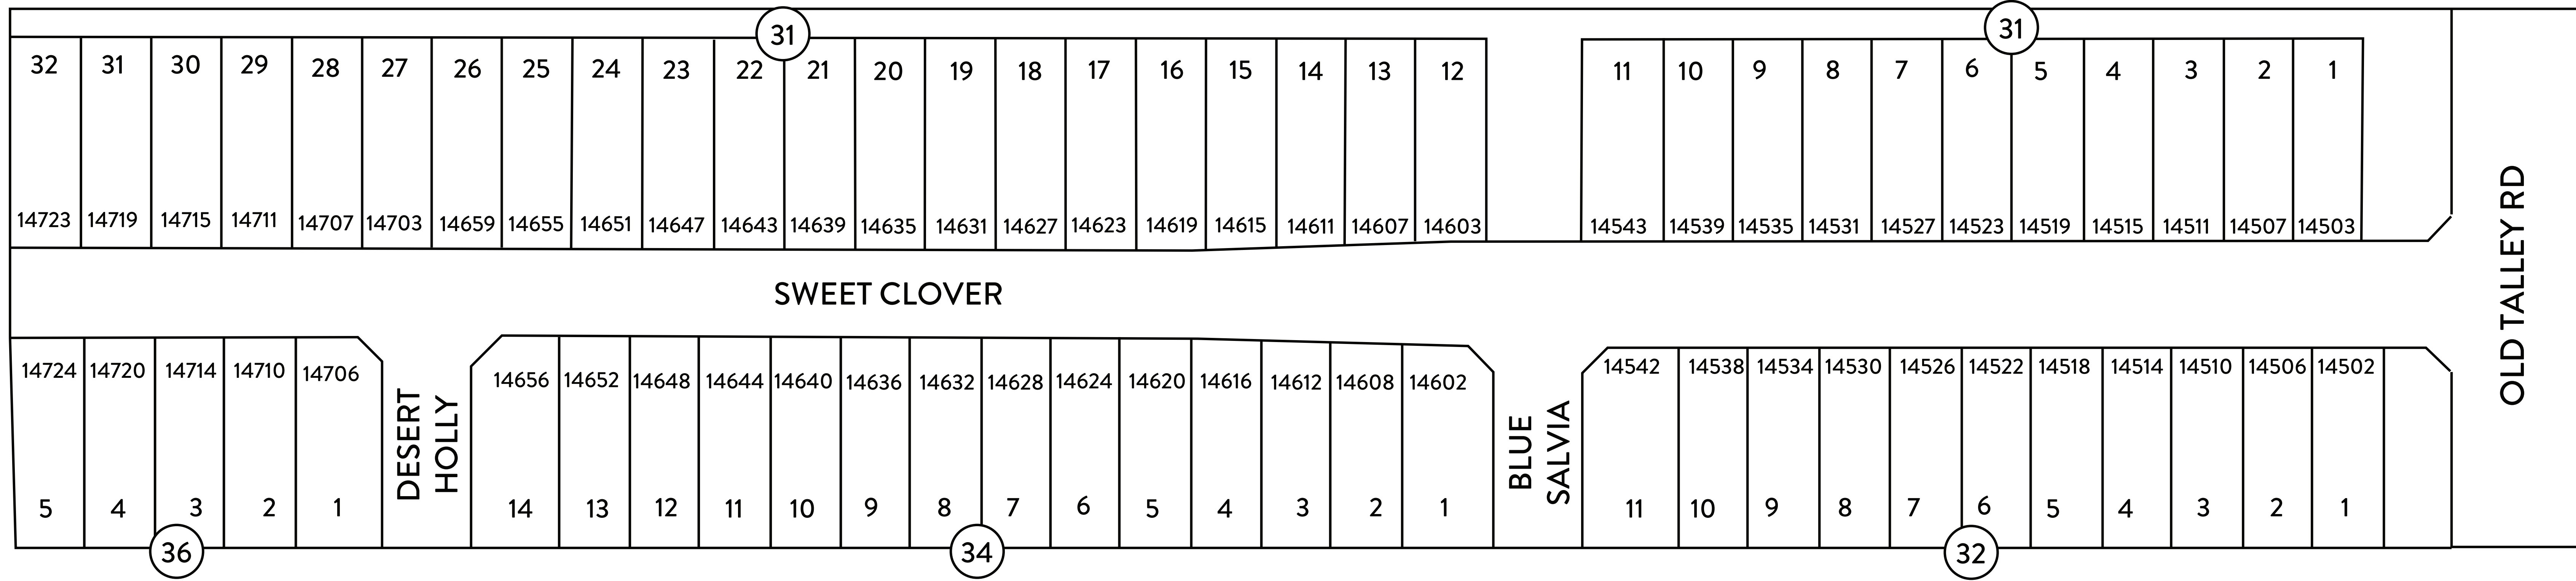 31 31
32 31 30 29 28 27 26 25 24 23 22 21 20 19 18 17 16 15 14 13 12 11 10 9 8 7 6 5 4 3 2 1
14723 14719 14715 14711 14707 14703 14659 14655 14651 14647 14643 14639 14635 14631 14627 14623 14619 14615 14611 14607 14603 14543 14539 14535 14531 14527 14523 14519 14515 14511 14507 14503
SWEET CLOVER
OLD TALLEY RD
14724 14720 14714 14710 14706 14656 14652 14648 14644 14640 14636 14632 14628 14624 14620 14616 14612 14608 14602 14542 14538 14534 14530 14526 14522 14518 14514 14510 14506 14502
DESERT
HOLLY
BLUE
SALVIA
5 4 3 2 1 14 13 12 11 10 9 8 7 6 5 4 3 2 1 11 10 9 8 7 6 5 4 3 2 1
36 34 32